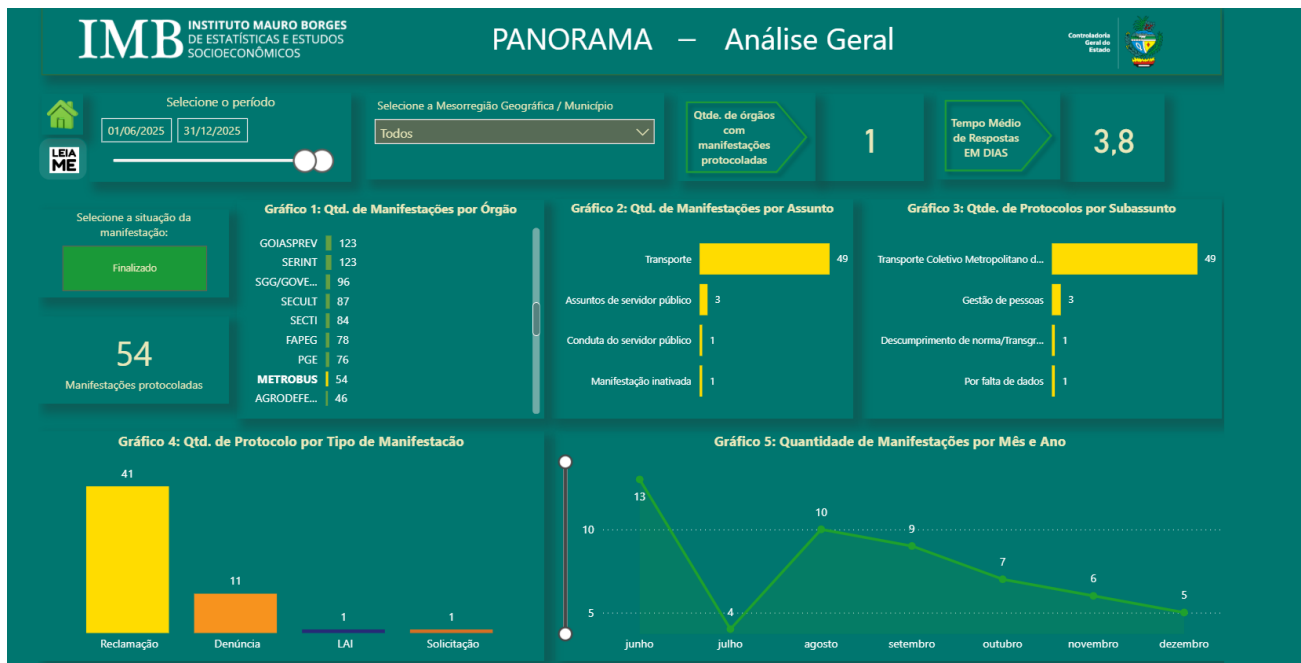 IMB
INSTITUTO MAURO BORGES
DE ESTATÍSTICAS E ESTUDOS
SOCIOECONÔMICOS
PANORMA — Análise Geral
Controladoria
Geral do
Estado
LEIA
ME
Selecione o período
01/06/2025 31/12/2025
Selecione a Mesorregião Geográfica / Município
Todos
Qtde. de órgãos
com
manifestações
protocoladas
1
Tempo Médio
de Respostas
EM DIAS
3,8
Selecione a situação da
manifestação:
Finalizado
54
Manifestações protocoladas
Gráfico 1: Qtd. de Manifestações por Órgão
GOIASPREV 123
SERINT 123
SGG/GOVE... 96
SECULT 87
SECTI 84
FAPEG 78
PGE 76
METROBUS 54
AGRODEFE... 46
Gráfico 2: Qtd. de Manifestações por Assunto
Transporte 49
Assuntos de servidor público 3
Conduta do servidor público 1
Manifestação inativada 1
Gráfico 3: Qtde. de Protocolos por Subassunto
Transporte Coletivo Metropolitano d... 49
Gestão de pessoas 3
Descumprimento de norma/Transgr... 1
Por falta de dados 1
Gráfico 4: Qtd. de Protocolo por Tipo de Manifestacão
41
11
1
1
Reclamação Denúncia LAI Solicitação
Gráfico 5: Quantidade de Manifestações por Mês e Ano
10
5
13
4
10
9
7
6
5
junho julho agosto setembro outubro novembro dezembro